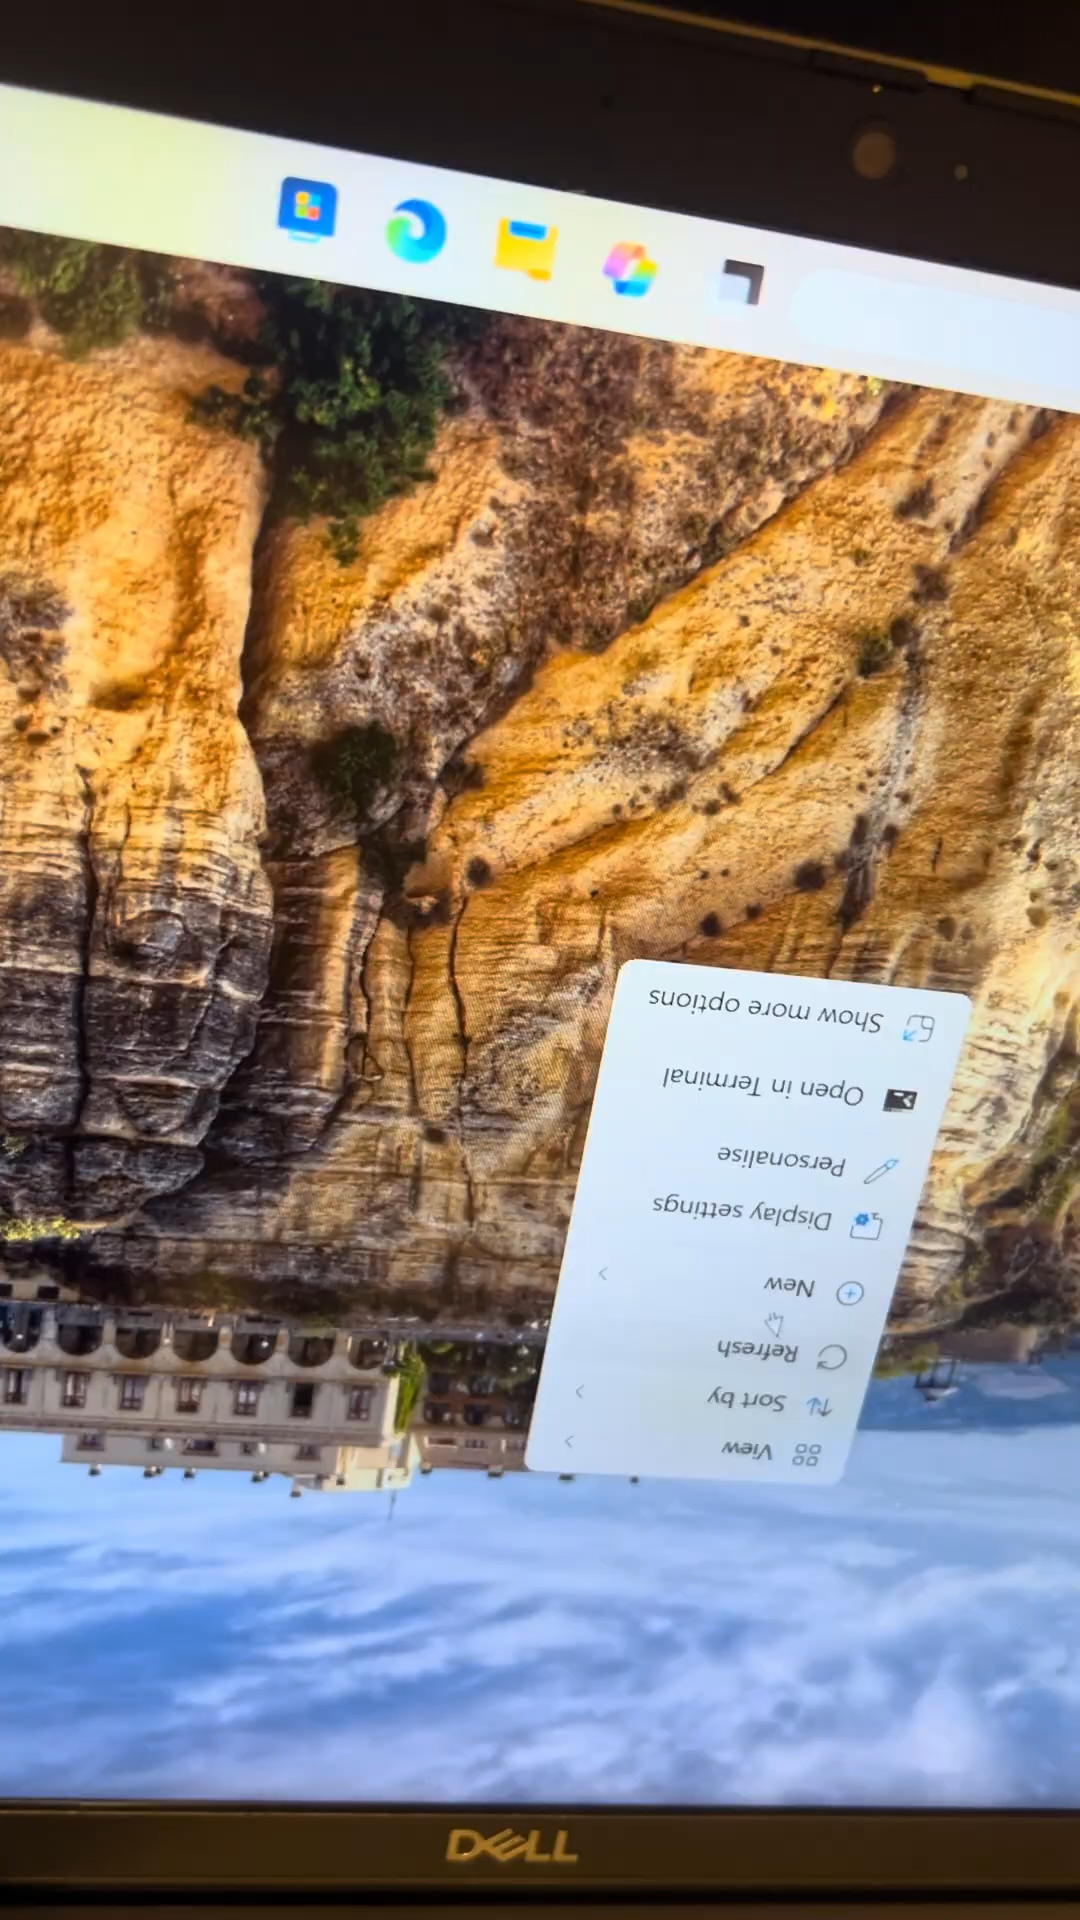 View
Sort by
Refresh
New
Display settings
Personalise
Open in Terminal
Show more options
DELL